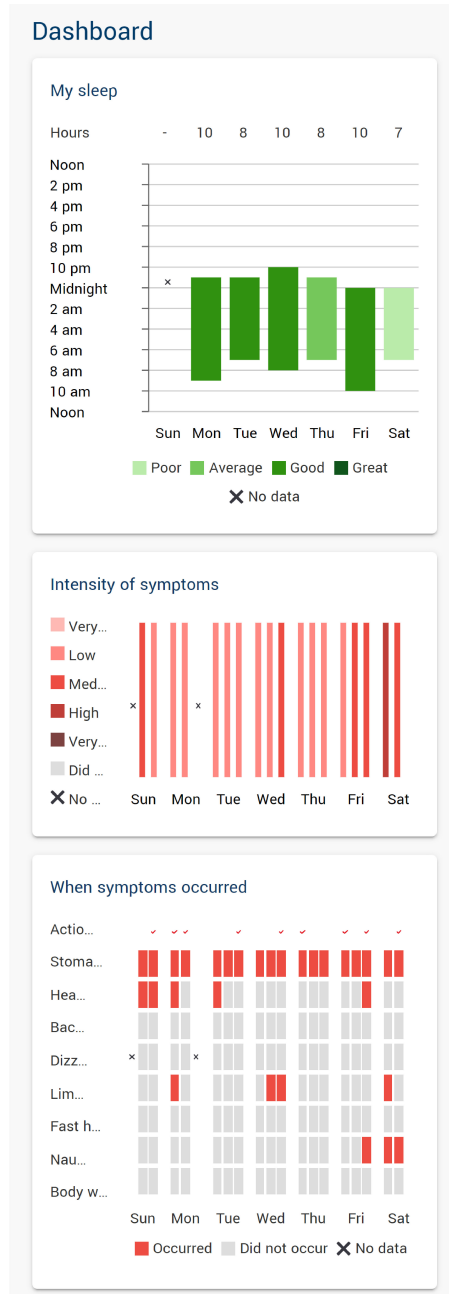 Dashboard
My sleep
Hours - 10 8 10 8 10 7
Noon
2 pm
4 pm
6 pm
8 pm
10 pm
Midnight
2 am
4 am
6 am
8 am
10 am
Noon
Sun Mon Tue Wed Thu Fri Sat
Poor Average Good Great
No data
Intensity of symptoms
Very...
Low
Med...
High
Very...
Did ...
No ...
Sun Mon Tue Wed Thu Fri Sat
When symptoms occurred
Actio...
Stoma...
Hea...
Bac...
Dizz...
Lim...
Fast h...
Nau...
Body w...
Sun Mon Tue Wed Thu Fri Sat
Occurred Did not occur No data